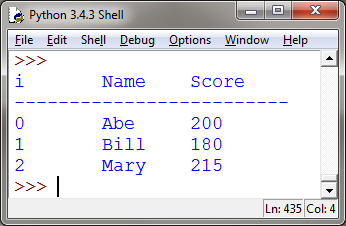 Python 3.4.3 Shell
File Edit Shell Debug Options Window Help
>>>
i Name Score
-------------------------
0 Abe 200
1 Bill 180
2 Mary 215
>>>
Ln: 435 Col: 4